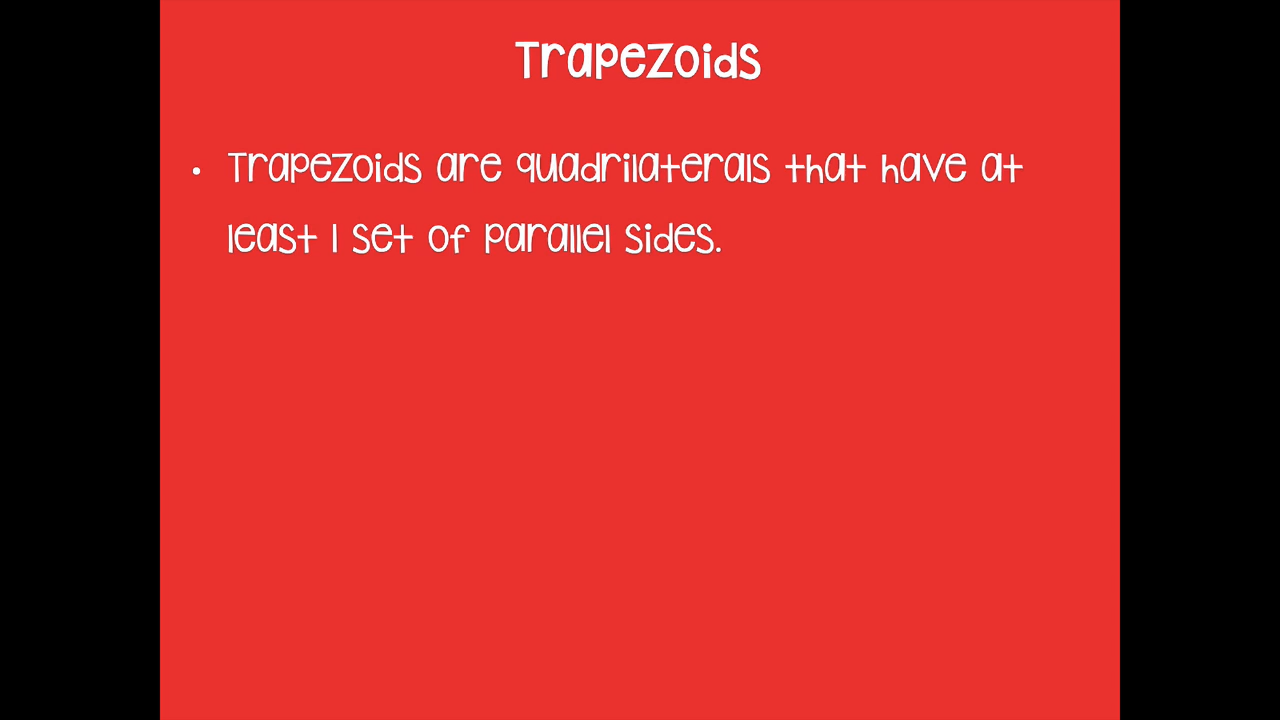 Trapezoids
• Trapezoids are quadrilaterals that have at
least 1 set of parallel sides.